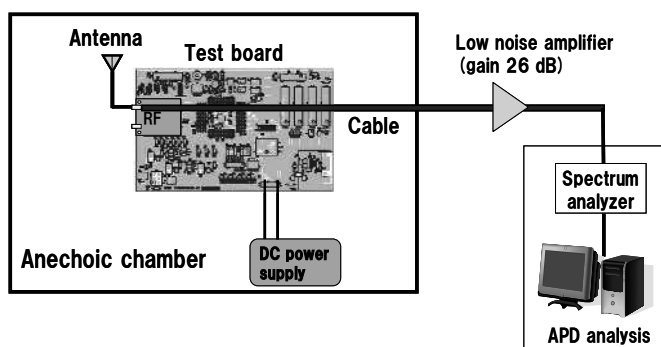 Antenna
Test board
RF
Cable
Low noise amplifier
(gain 26 dB)
Spectrum
analyzer
DC power
supply
Anechoic chamber
APD analysis